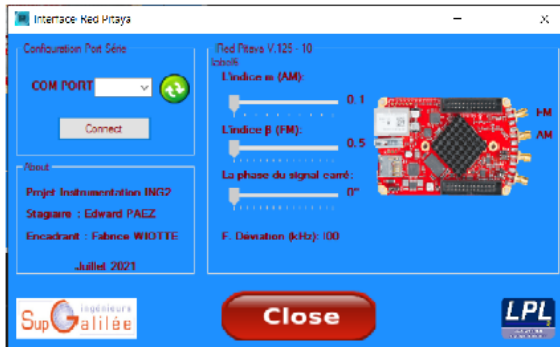 Interface Red Pitaya
Configuration Port Série
COM PORT
Connect
About
Projet Instrumentation ING2
Stagiare : Edward PAEZ
Encadrant : Fabrice WIOTTE
Juillet 2021
Red Pitaya V.125 - 10
label6
L'indice m (AM):
0.1
L'indice β (FM):
0.5
La phase du signal carré:
0°
F. Déviation (kHz): 100
FM
AM
ingénieurs
SupGalilée
Close
LPL